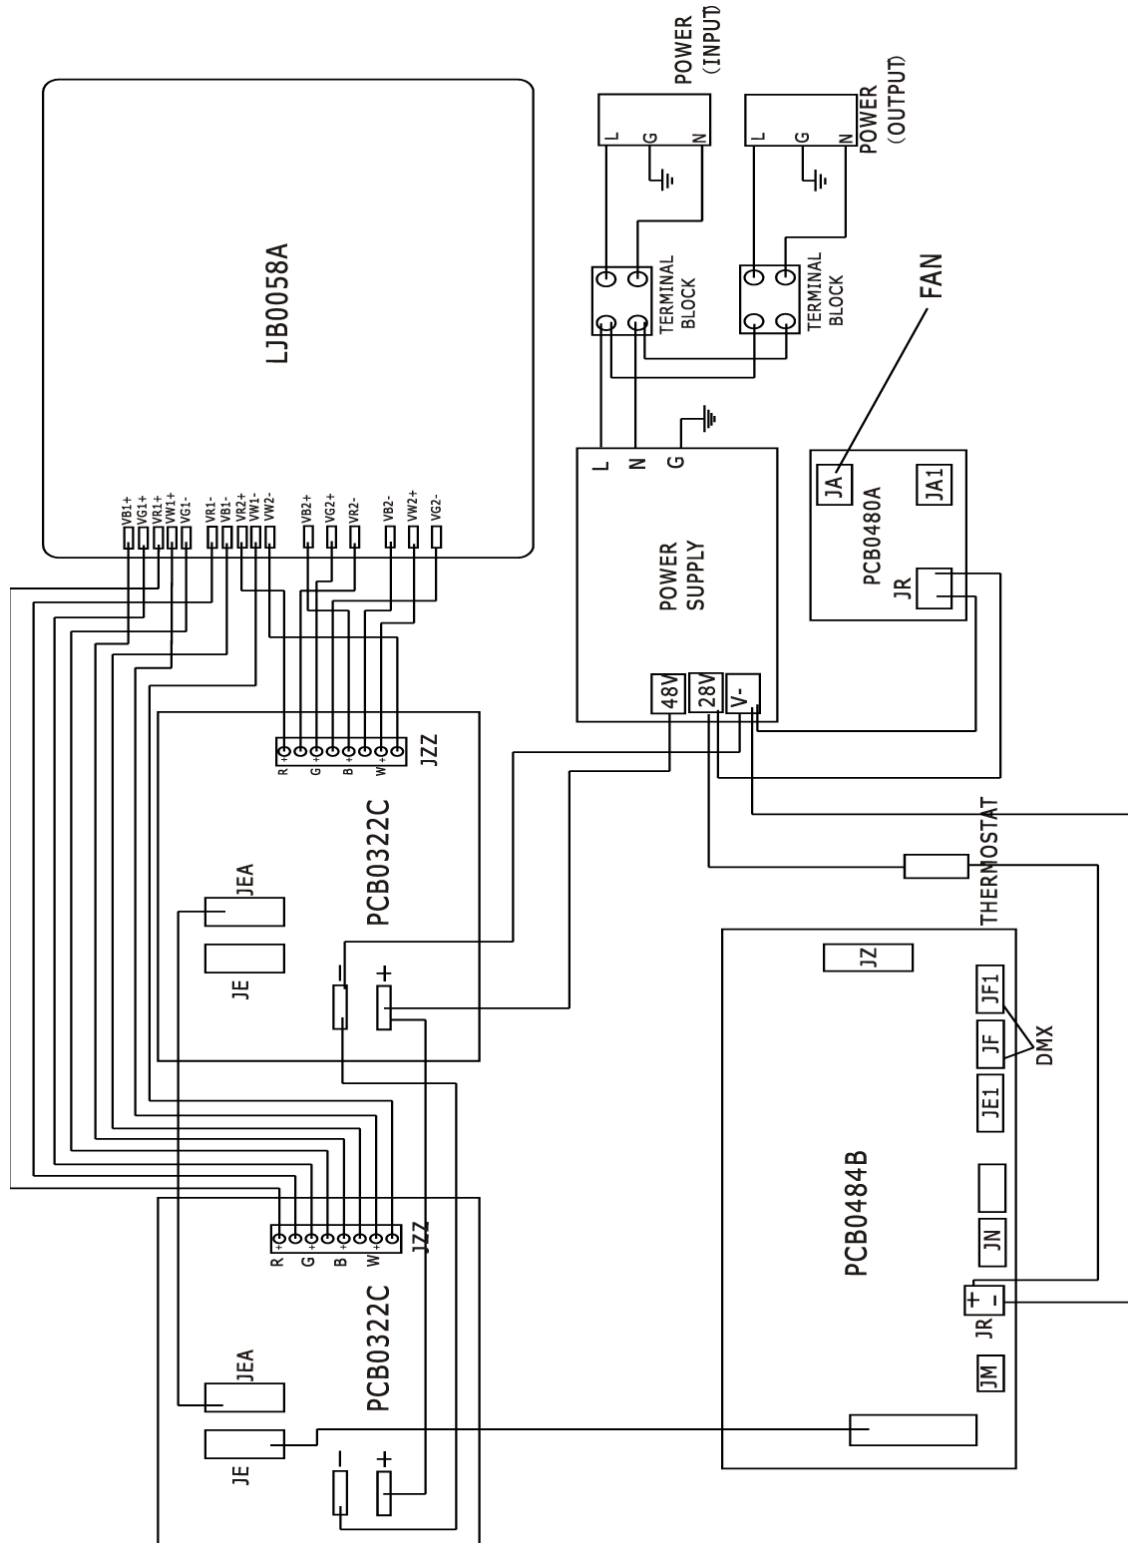 POWER
(INPUT)
POWER
(OUTPUT)
L
G
N
L
G
N
LJB0058A
TERMINAL
BLOCK
TERMINAL
BLOCK
FAN
VB1+
VG1+
VR1+
VW1+
VG1-
VR1-
VB1-
VR2+
VW1-
VW2-
VB2+
VG2+
VR2-
VB2-
VW2+
VG2-
L
N
G
POWER
SUPPLY
48V
28V
V-
JA
JA1
PCB0480A
JR
R +
G +
B +
W +
JZZ
PCB0322C
JEA
JE
-
+
THERMOSTAT
JZ
JF1
JF
DMX
JE1
PCB0484B
JN
+
-
JR
JM
R +
G +
B +
W +
JZZ
PCB0322C
JEA
JE
-
+